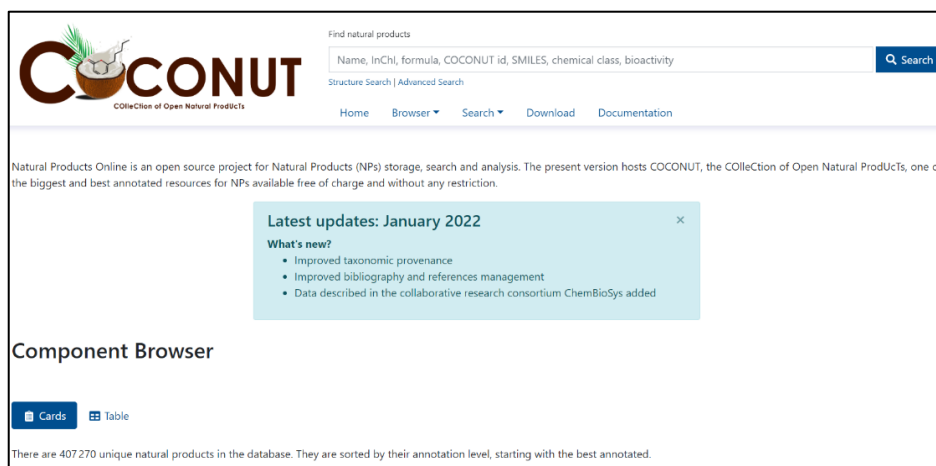 Find natural products
COCONUT
COlleCtion of Open Natural ProdUcTs
Name, InChI, formula, COCONUT id, SMILES, chemical class, bioactivity
Search
Structure Search | Advanced Search
Home Browser Search Download Documentation
Natural Products Online is an open source project for Natural Products (NPs) storage, search and analysis. The present version hosts COCONUT, the COlleCtion of Open Natural ProdUcTs, one
the biggest and best annotated resources for NPs available free of charge and without any restriction.
Latest updates: January 2022 ×
What's new?
• Improved taxonomic provenance
• Improved bibliography and references management
• Data described in the collaborative research consortium ChemBioSys added
Component Browser
Cards Table
There are 407 270 unique natural products in the database. They are sorted by their annotation level, starting with the best annotated.